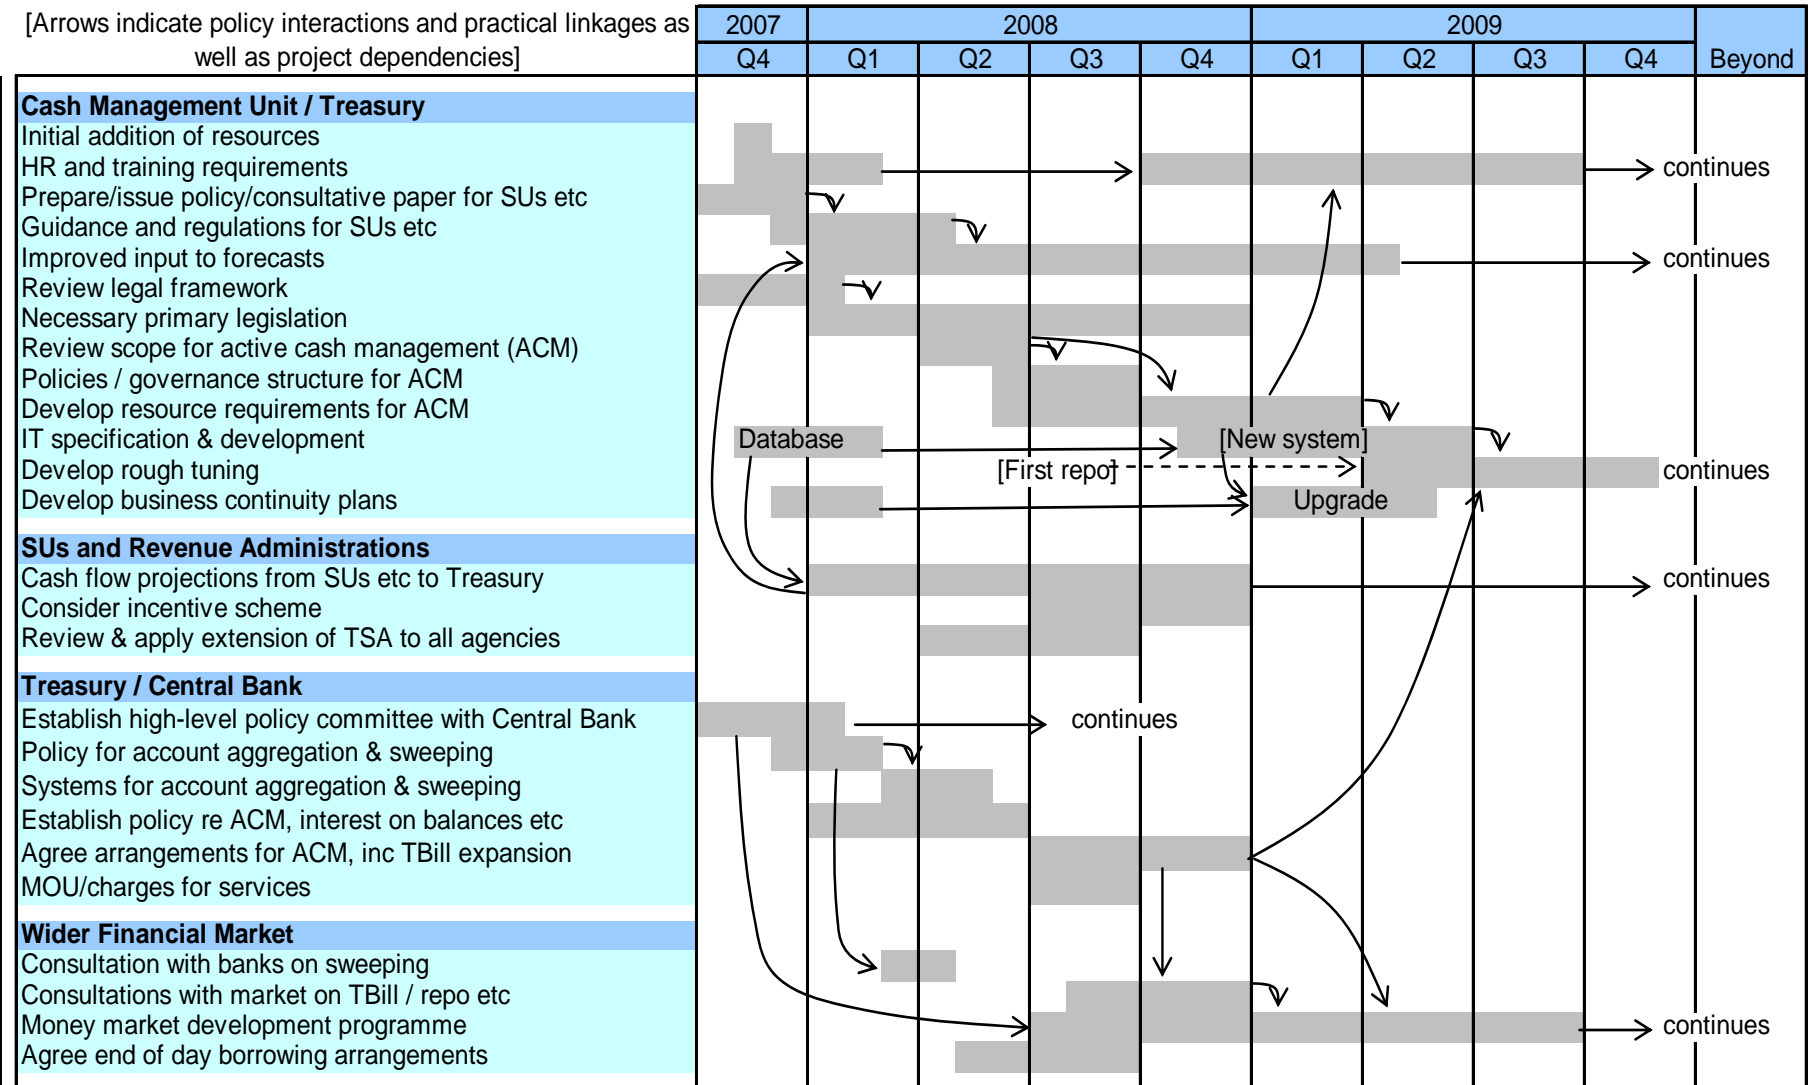 [Arrows indicate policy interactions and practical linkages as
well as project dependencies]
2007 2008 2009
Q4 Q1 Q2 Q3 Q4 Q1 Q2 Q3 Q4 Beyond
Cash Management Unit / Treasury
Initial addition of resources
HR and training requirements continues
Prepare/issue policy/consultative paper for SUs etc
Guidance and regulations for SUs etc
Improved input to forecasts continues
Review legal framework
Necessary primary legislation
Review scope for active cash management (ACM)
Policies / governance structure for ACM
Develop resource requirements for ACM
IT specification & development Database [New system]
Develop rough tuning [First repo] continues
Develop business continuity plans Upgrade
SUs and Revenue Administrations
Cash flow projections from SUs etc to Treasury continues
Consider incentive scheme
Review & apply extension of TSA to all agencies
Treasury / Central Bank
Establish high-level policy committee with Central Bank continues
Policy for account aggregation & sweeping
Systems for account aggregation & sweeping
Establish policy re ACM, interest on balances etc
Agree arrangements for ACM, inc TBill expansion
MOU/charges for services
Wider Financial Market
Consultation with banks on sweeping
Consultations with market on TBill / repo etc
Money market development programme continues
Agree end of day borrowing arrangements